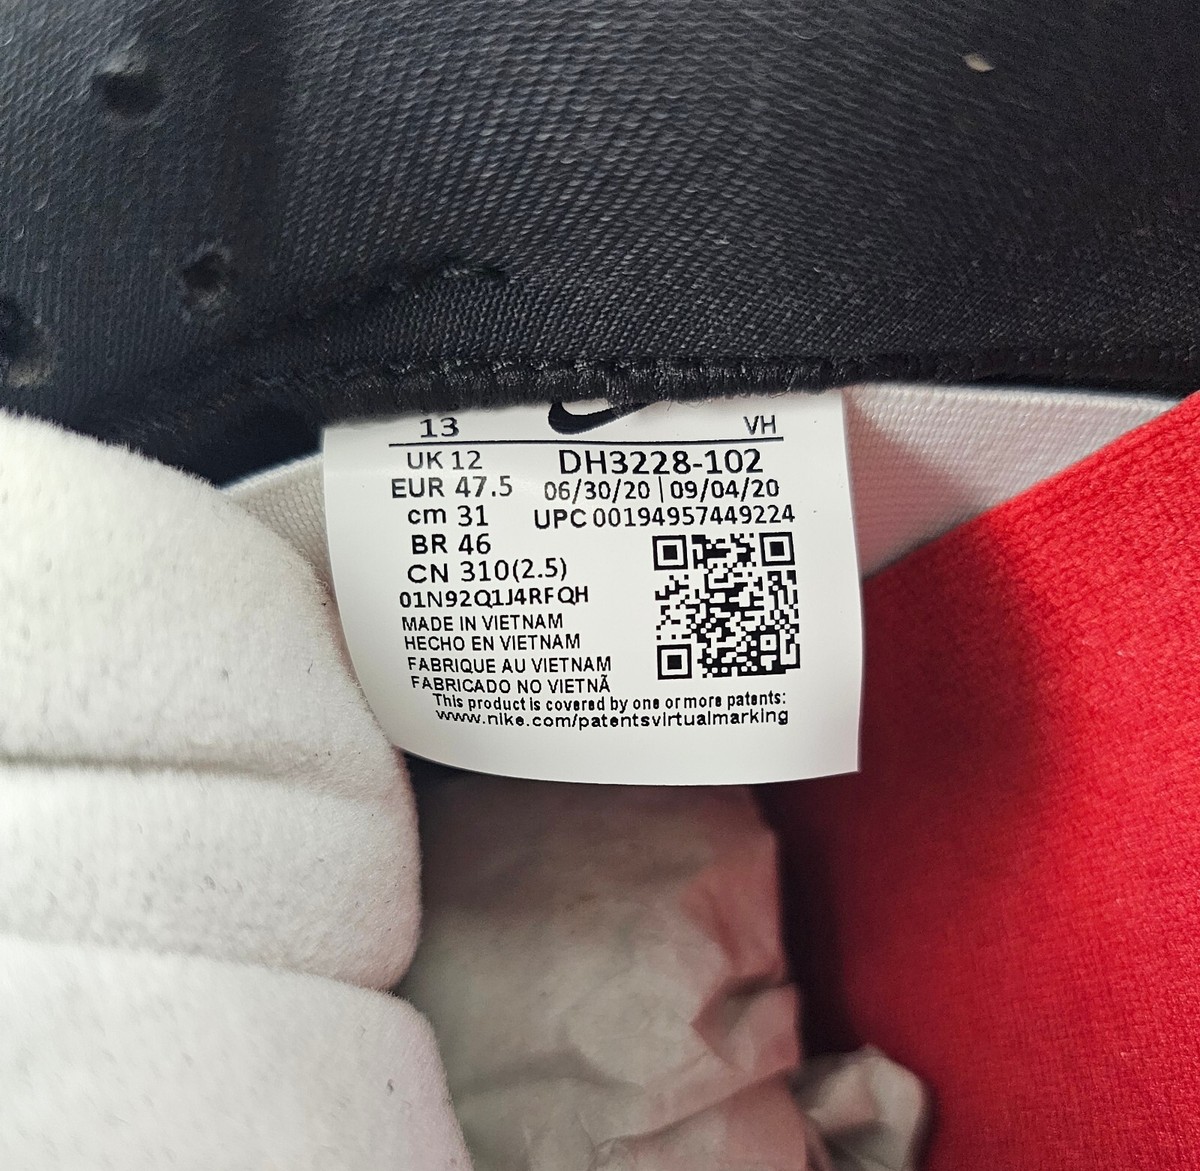 13 VH
UK 12 DH3228-102
EUR 47.5 06/30/20 | 09/04/20
cm 31 UPC 00194957449224
BR 46
CN 310(2.5)
01N92Q1J4RFQH
MADE IN VIETNAM
HECHO EN VIETNAM
FABRIQUE AU VIETNAM
FABRICADO NO VIETNÃ
This product is covered by one or more patents:
www.nike.com/patentsvirtualmarking